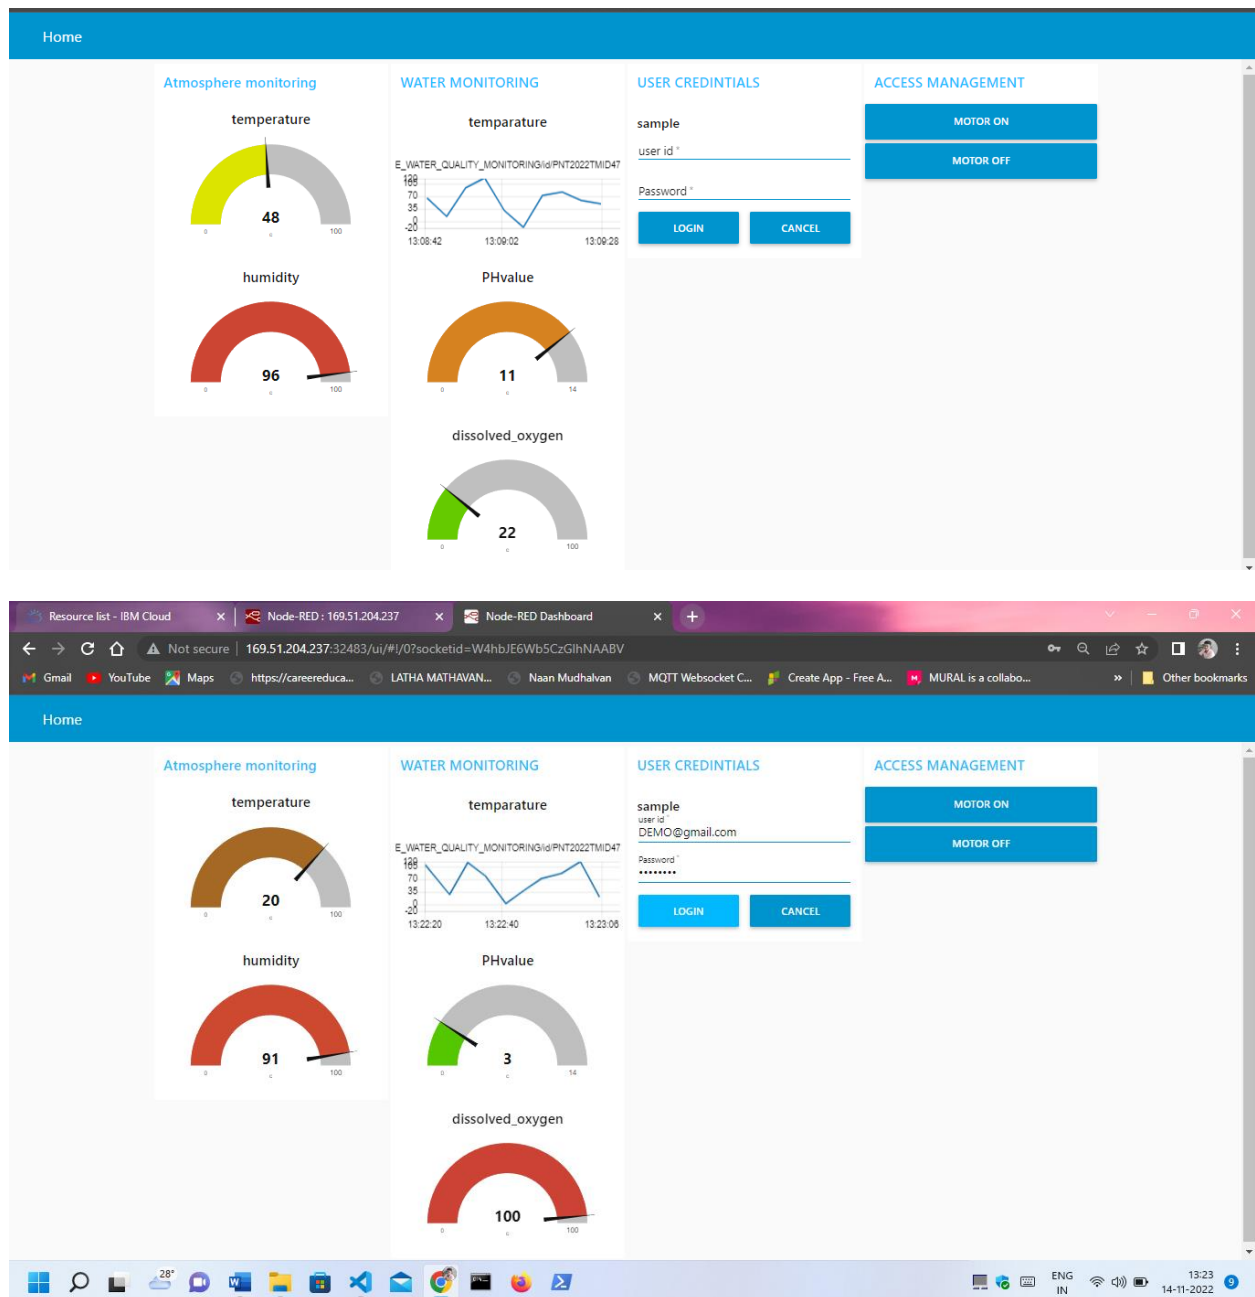 Home
Atmosphere monitoring
temperature
48
0
c
100
humidity
96
0
c
100
WATER MONITORING
temparature
E_WATER_QUALITY_MONITORING/id/PNT2022TMID47
120
105
70
35
0
-20
13:08:42
13:09:02
13:09:28
PHvalue
11
0
c
14
dissolved_oxygen
22
0
c
100
USER CREDINTIALS
sample
user id *
Password *
LOGIN
CANCEL
ACCESS MANAGEMENT
MOTOR ON
MOTOR OFF
Resource list - IBM Cloud
Node-RED : 169.51.204.237
Node-RED Dashboard
Not secure | 169.51.204.237:32483/ui/#!/0?socketid=W4hbJE6Wb5CzGlhNAABV
Gmail
YouTube
Maps
https://careereduca...
LATHA MATHAVAN...
Naan Mudhalvan
MQTT Websocket C...
Create App - Free A...
MURAL is a collabo...
»
Other bookmarks
Home
Atmosphere monitoring
temperature
20
0
c
100
humidity
91
0
c
100
WATER MONITORING
temparature
E_WATER_QUALITY_MONITORING/id/PNT2022TMID47
120
105
70
35
0
-20
13:22:20
13:22:40
13:23:06
PHvalue
3
0
c
14
dissolved_oxygen
100
0
c
100
USER CREDINTIALS
sample
user id *
DEMO@gmail.com
Password *
••••••••
LOGIN
CANCEL
ACCESS MANAGEMENT
MOTOR ON
MOTOR OFF
28°
ENG
IN
13:23
14-11-2022
9